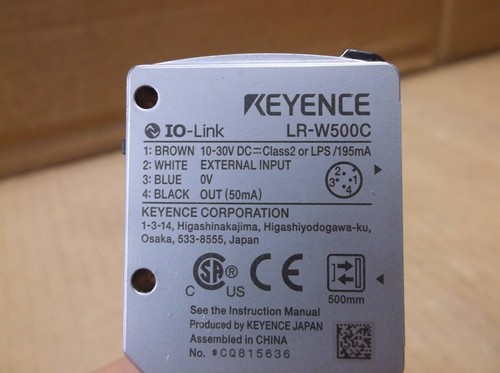 KEYENCE
IO-Link LR-W500C
1: BROWN 10-30V DC⎓Class2 or LPS /195mA
2: WHITE EXTERNAL INPUT
3: BLUE 0V
4: BLACK OUT (50mA)
2 1 3 4
KEYENCE CORPORATION
1-3-14, Higashinakajima, Higashiyodogawa-ku,
Osaka, 533-8555, Japan
C SA ® US CE
500mm
See the Instruction Manual
Produced by KEYENCE JAPAN
Assembled in CHINA
No. *CQ815636